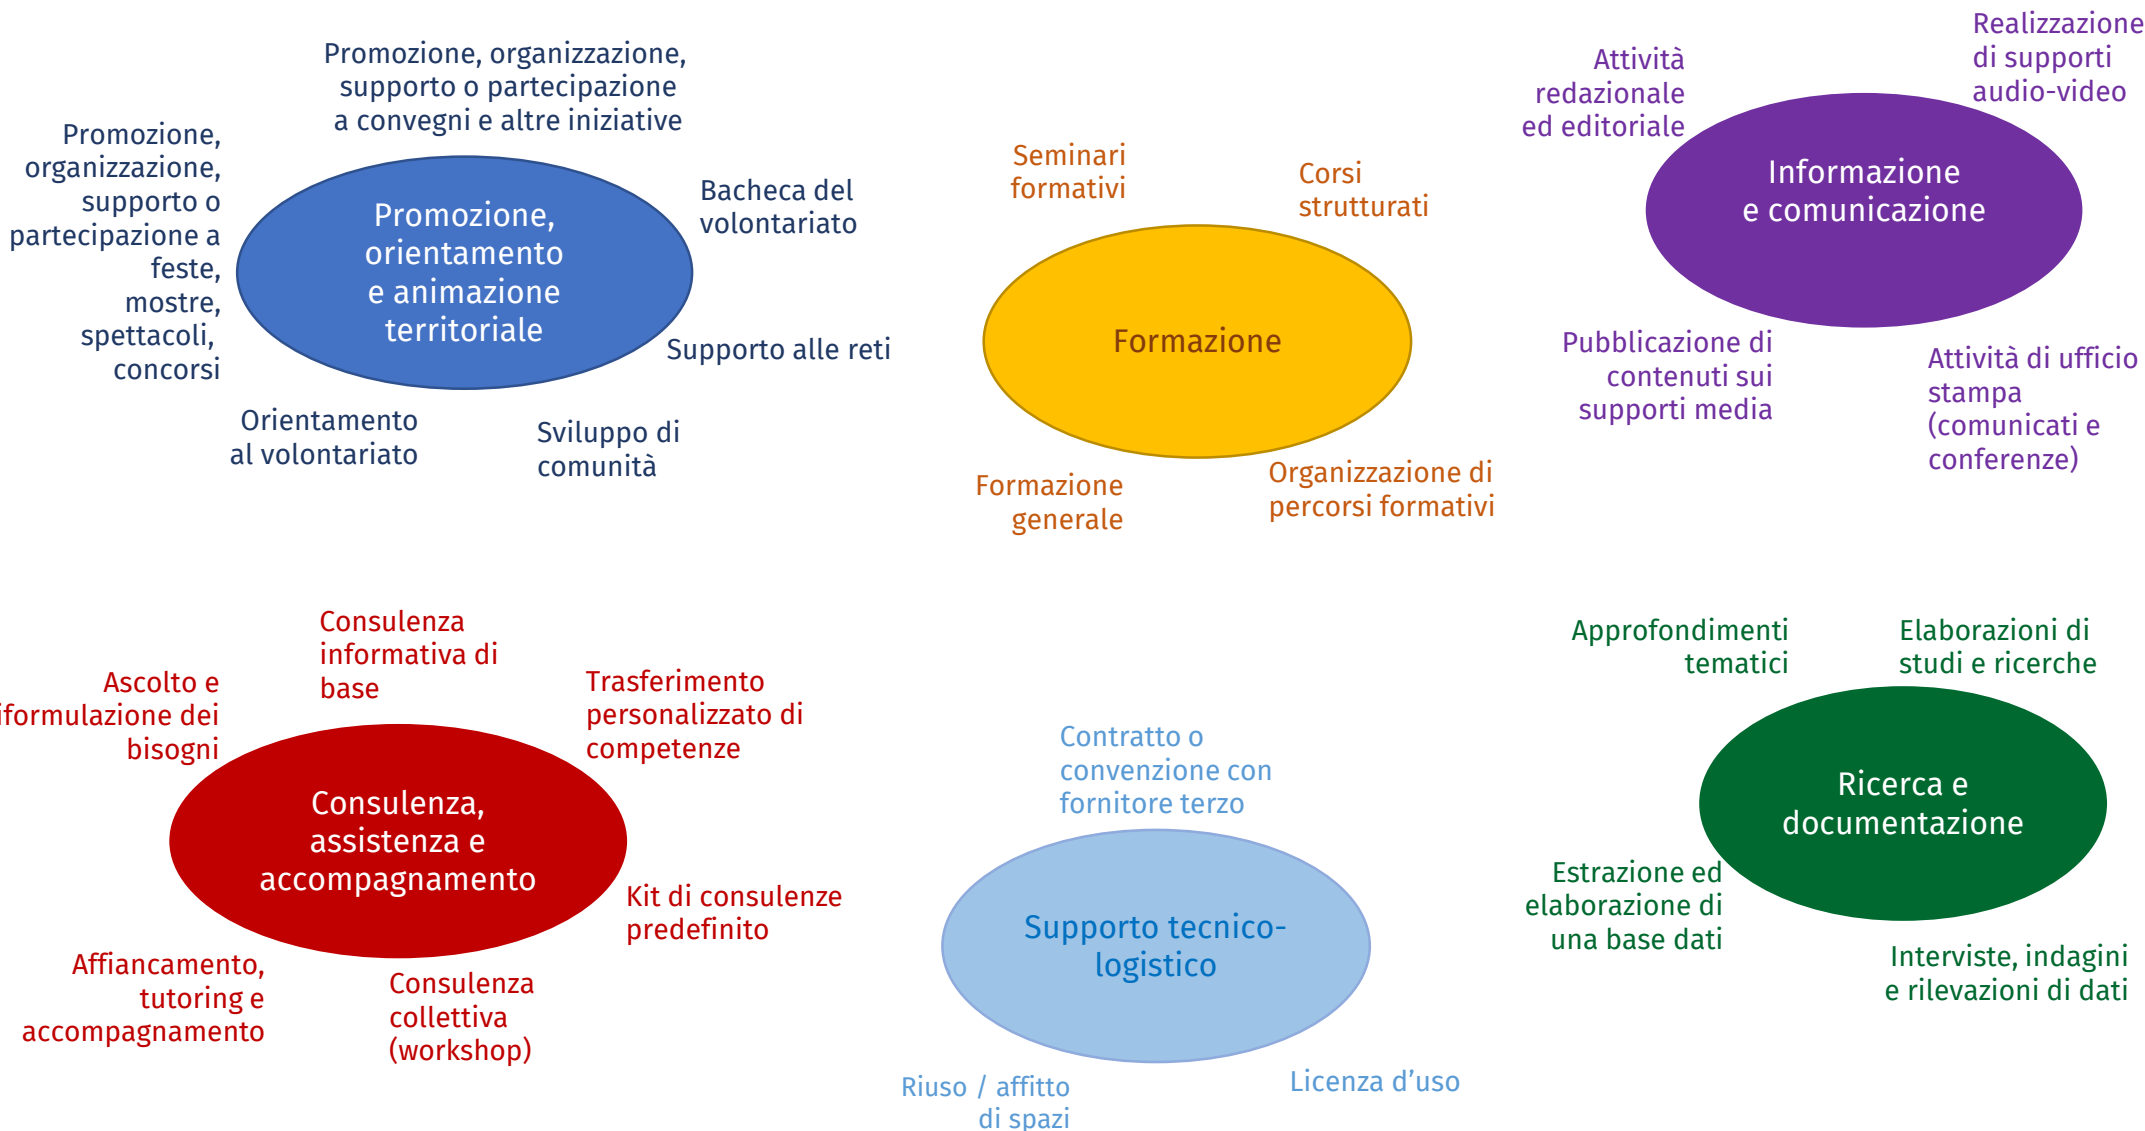 Promozione, organizzazione,
supporto o partecipazione
a convegni e altre iniziative
Promozione,
organizzazione,
supporto o
partecipazione a
feste,
mostre,
spettacoli,
concorsi
Promozione,
orientamento
e animazione
territoriale
Bacheca del
volontariato
Supporto alle reti
Orientamento
al volontariato
Sviluppo di
comunità
Seminari
formativi
Corsi
strutturati
Formazione
Formazione
generale
Organizzazione di
percorsi formativi
Attività
redazionale
ed editoriale
Realizzazione
di supporti
audio-video
Informazione
e comunicazione
Pubblicazione di
contenuti sui
supporti media
Attività di ufficio
stampa
(comunicati e
conferenze)
Consulenza
informativa di
base
Ascolto e
iformulazione dei
bisogni
Trasferimento
personalizzato di
competenze
Consulenza,
assistenza e
accompagnamento
Kit di consulenze
predefinito
Affiancamento,
tutoring e
accompagnamento
Consulenza
collettiva
(workshop)
Contratto o
convenzione con
fornitore terzo
Supporto tecnico-
logistico
Riuso / affitto
di spazi
Licenza d’uso
Approfondimenti
tematici
Elaborazioni di
studi e ricerche
Ricerca e
documentazione
Estrazione ed
elaborazione di
una base dati
Interviste, indagini
e rilevazioni di dati